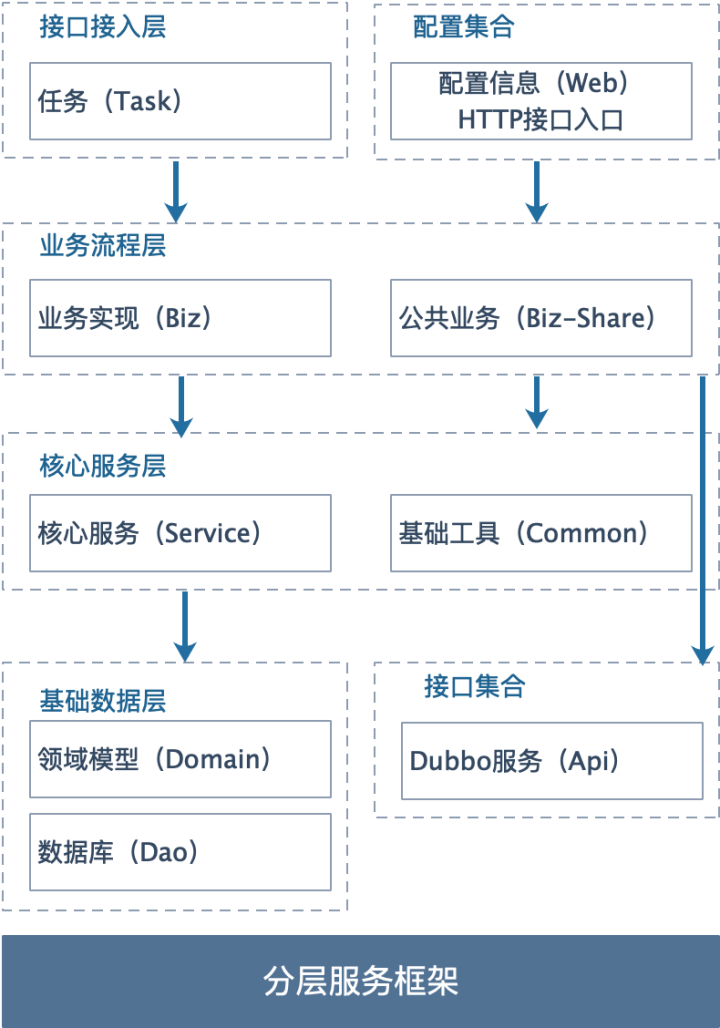 接口接入层
任务（Task）
配置集合
配置信息（Web）
HTTP接口入口
业务流程层
业务实现（Biz）
公共业务（Biz-Share）
核心服务层
核心服务（Service）
基础工具（Common）
基础数据层
领域模型（Domain）
数据库（Dao）
接口集合
Dubbo服务（Api）
分层服务框架